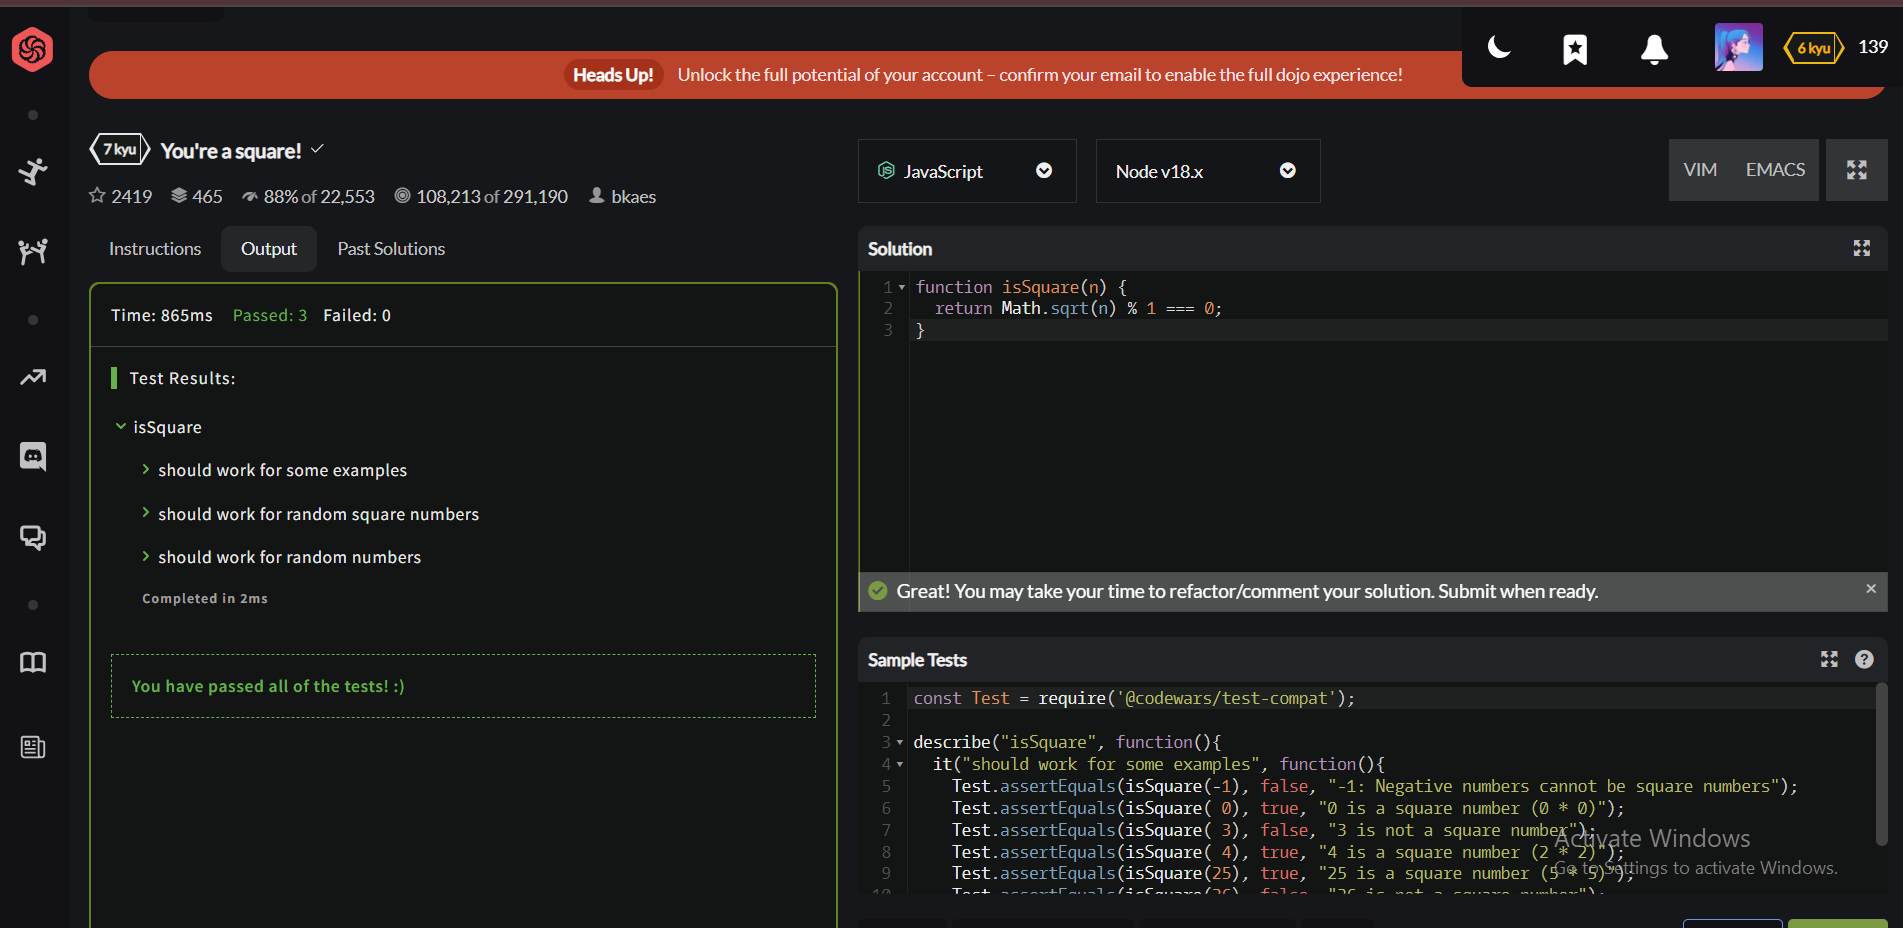 Heads Up! Unlock the full potential of your account – confirm your email to enable the full dojo experience!
6 kyu 139
7 kyu You're a square!
2419 465 88% of 22,553 108,213 of 291,190 bkaes
JavaScript Node v18.x VIM EMACS
Instructions Output Past Solutions
Time: 865ms Passed: 3 Failed: 0
Test Results:
isSquare
should work for some examples
should work for random square numbers
should work for random numbers
Completed in 2ms
You have passed all of the tests! :)
Solution
1 function isSquare(n) {
2 return Math.sqrt(n) % 1 === 0;
3 }
Great! You may take your time to refactor/comment your solution. Submit when ready.
Sample Tests
1 const Test = require('@codewars/test-compat');
2
3 describe("isSquare", function(){
4 it("should work for some examples", function(){
5 Test.assertEquals(isSquare(-1), false, "-1: Negative numbers cannot be square numbers");
6 Test.assertEquals(isSquare( 0), true, "0 is a square number (0 * 0)");
7 Test.assertEquals(isSquare( 3), false, "3 is not a square number");
8 Test.assertEquals(isSquare( 4), true, "4 is a square number (2 * 2)");
9 Test.assertEquals(isSquare(25), true, "25 is a square number (5 * 5)");
10 Test.assertEquals(isSquare(26), false, "26 is not a square number");
Activate Windows
Go to Settings to activate Windows.